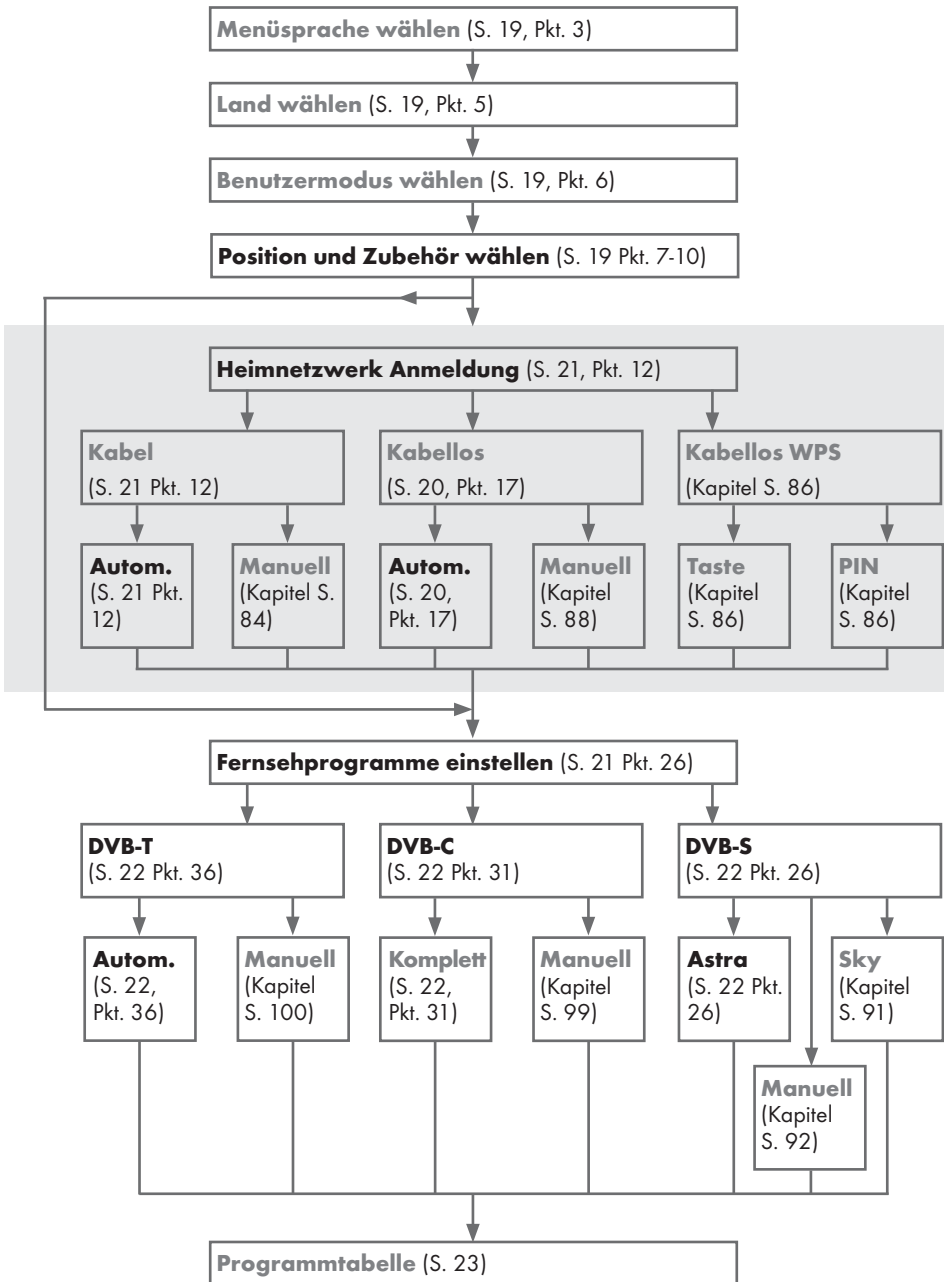 Menüsprache wählen (S. 19, Pkt. 3)
Land wählen (S. 19, Pkt. 5)
Benutzermodus wählen (S. 19, Pkt. 6)
Position und Zubehör wählen (S. 19 Pkt. 7-10)
Heimnetzwerk Anmeldung (S. 21, Pkt. 12)
Kabel
(S. 21 Pkt. 12)
Kabellos
(S. 20, Pkt. 17)
Kabellos WPS
(Kapitel S. 86)
Autom.
(S. 21 Pkt.
12)
Manuell
(Kapitel S.
84)
Autom.
(S. 20,
Pkt. 17)
Manuell
(Kapitel
S. 88)
Taste
(Kapitel
S. 86)
PIN
(Kapitel
S. 86)
Fernsehprogramme einstellen (S. 21 Pkt. 26)
DVB-T
(S. 22 Pkt. 36)
DVB-C
(S. 22 Pkt. 31)
DVB-S
(S. 22 Pkt. 26)
Autom.
(S. 22,
Pkt. 36)
Manuell
(Kapitel
S. 100)
Komplett
(S. 22,
Pkt. 31)
Manuell
(Kapitel
S. 99)
Astra
(S. 22 Pkt.
26)
Sky
(Kapitel
S. 91)
Manuell
(Kapitel
S. 92)
Programmtabelle (S. 23)